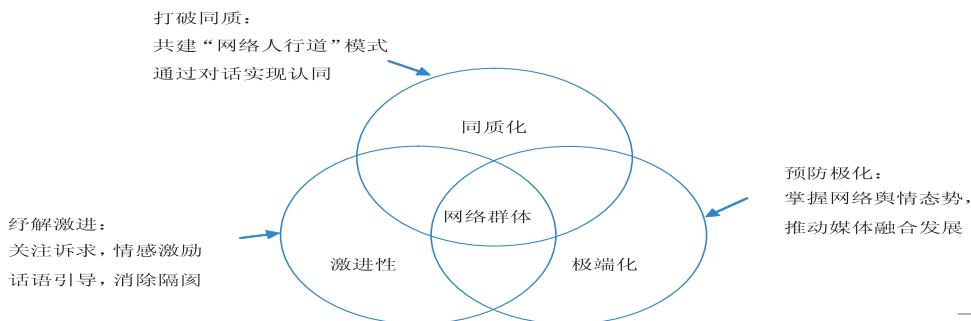 打破同质：
共建“网络人行道”模式
通过对话实现认同
同质化
预防极化：
掌握网络舆情态势，
推动媒体融合发展
纾解激进：
关注诉求，情感激励
话语引导，消除隔阂
网络群体
激进性
极端化